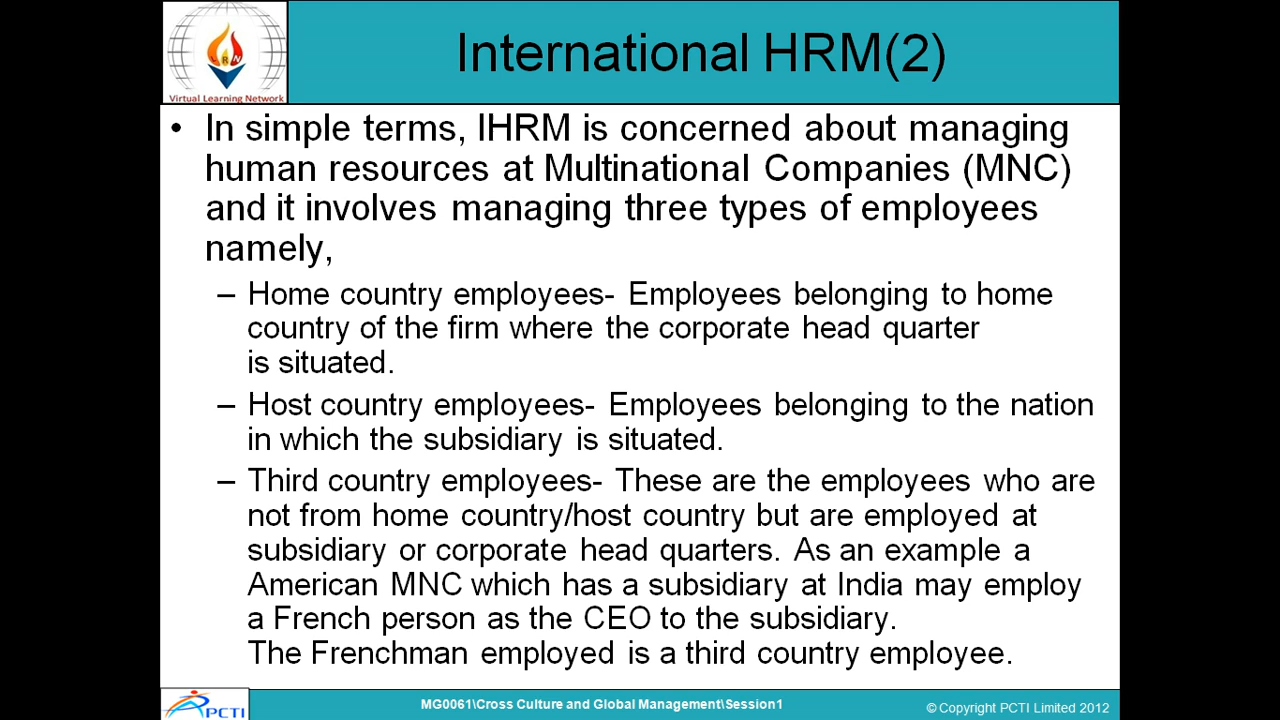 International HRM(2)
LRN
Virtual Learning Network
• In simple terms, IHRM is concerned about managing
human resources at Multinational Companies (MNC)
and it involves managing three types of employees
namely,
– Home country employees- Employees belonging to home
country of the firm where the corporate head quarter
is situated.
– Host country employees- Employees belonging to the nation
in which the subsidiary is situated.
– Third country employees- These are the employees who are
not from home country/host country but are employed at
subsidiary or corporate head quarters. As an example a
American MNC which has a subsidiary at India may employ
a French person as the CEO to the subsidiary.
The Frenchman employed is a third country employee.
PCTI
MG0061\Cross Culture and Global Management\Session1
© Copyright PCTI Limited 2012